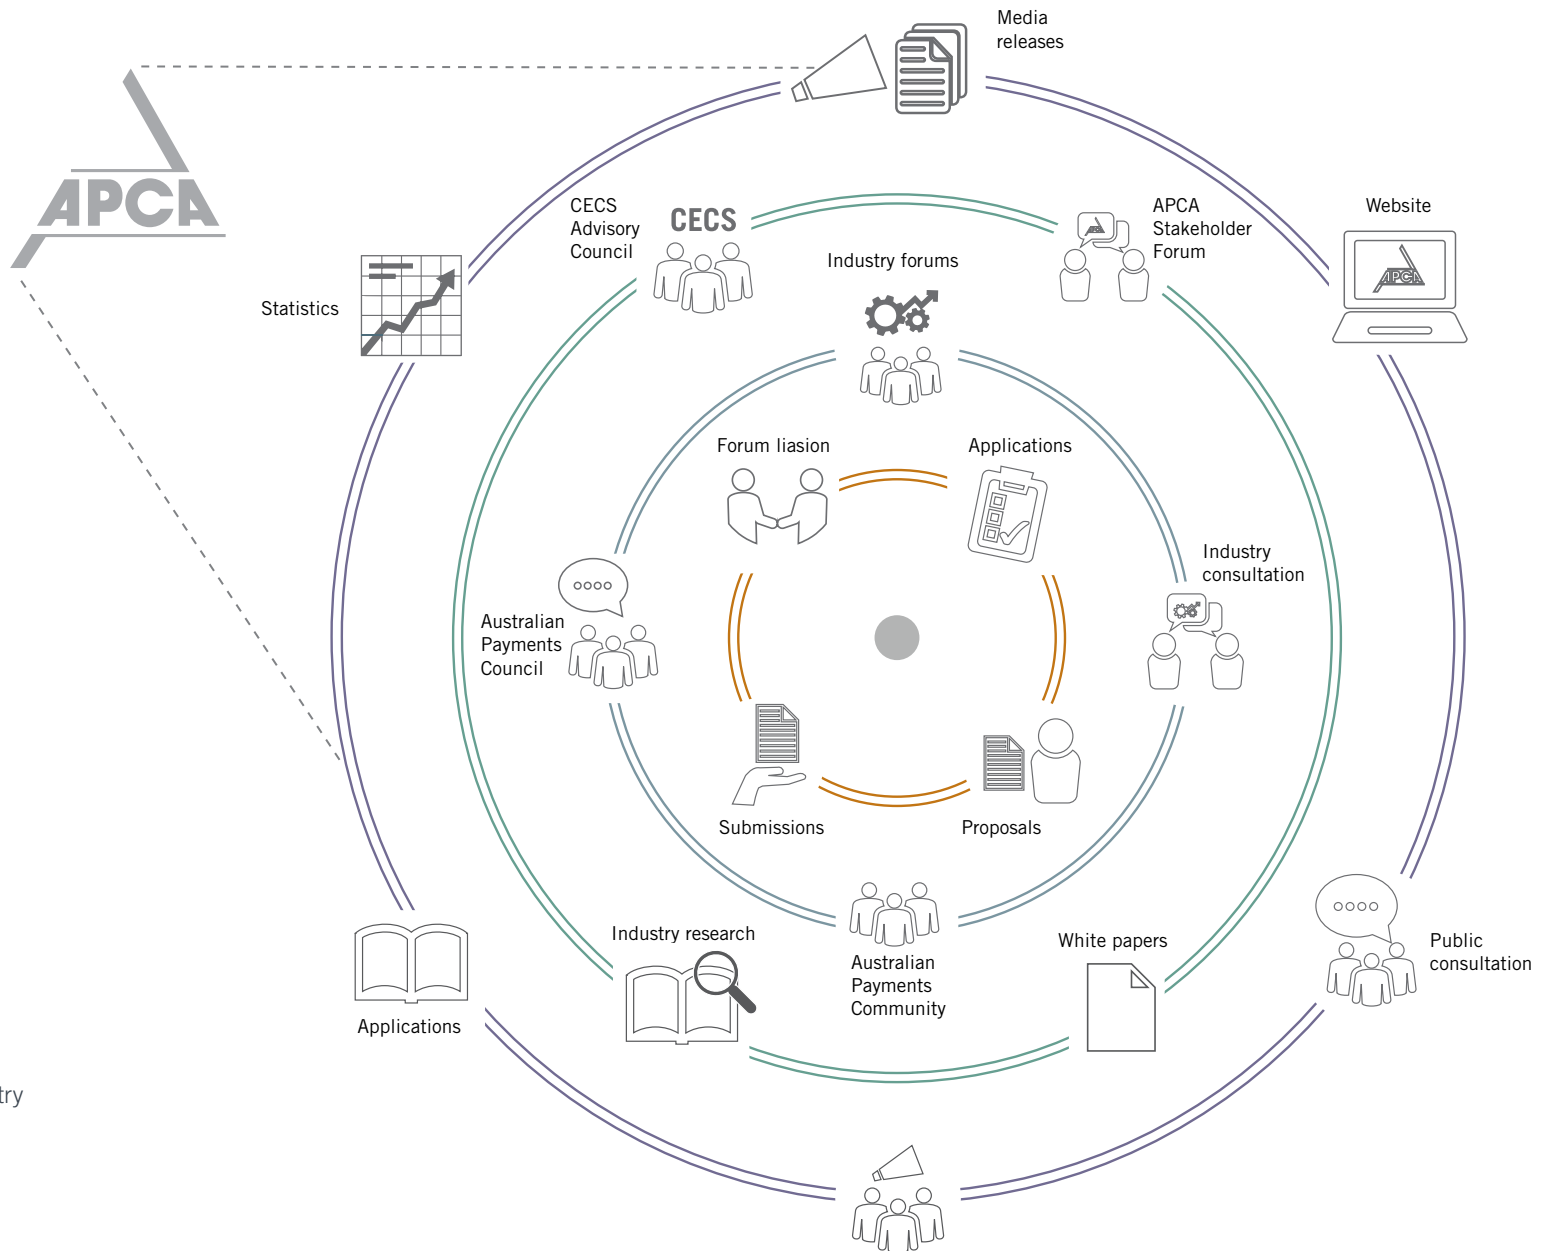 Media
releases
APCA
CECS
Advisory
Council
CECS
APCA
Stakeholder
Forum
Website
APCA
Industry forums
Statistics
Forum liasion
Applications
Industry
consultation
Australian
Payments
Council
Submissions
Proposals
Industry research
White papers
Australian
Payments
Community
Public
consultation
Applications
try